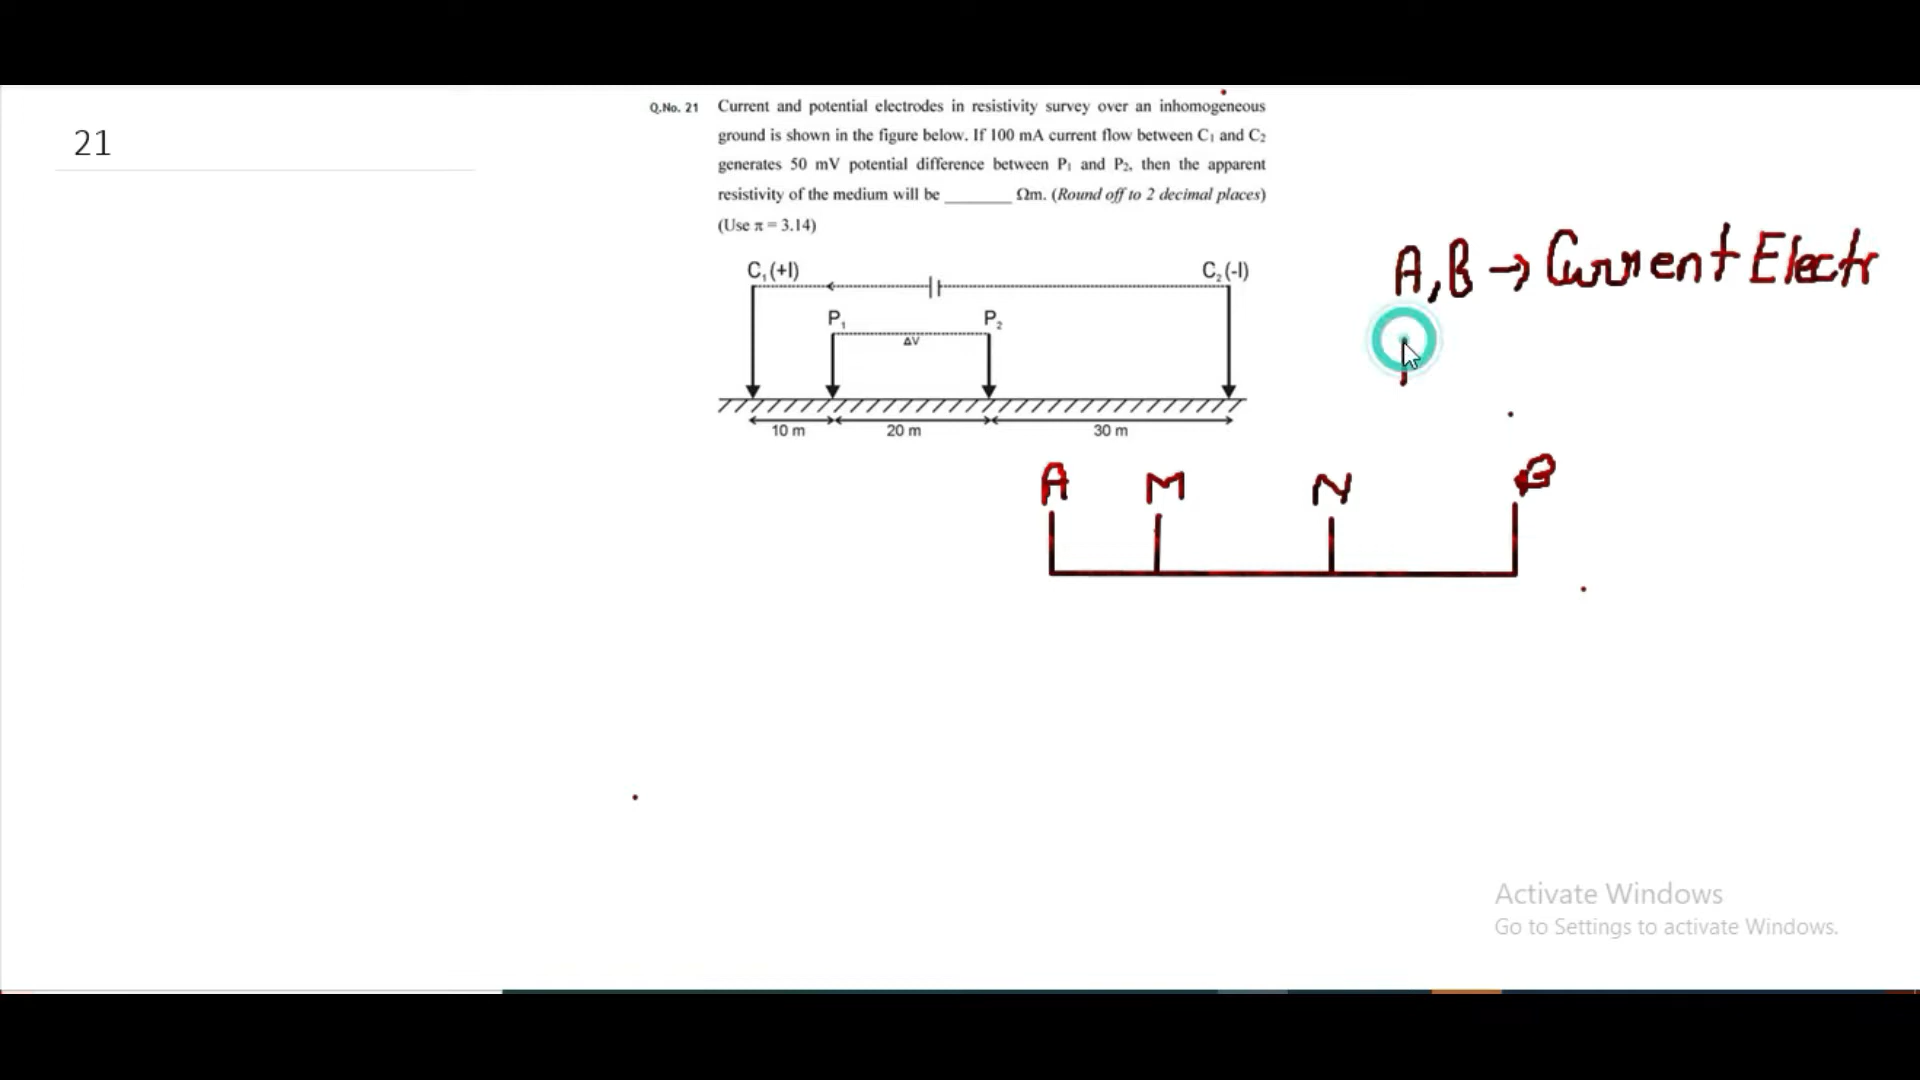 21
Q.No. 21 Current and potential electrodes in resistivity survey over an inhomogeneous
ground is shown in the figure below. If 100 mA current flow between C₁ and C₂
generates 50 mV potential difference between P₁ and P₂, then the apparent
resistivity of the medium will be ________ Ωm. (Round off to 2 decimal places)
(Use π = 3.14)
C₁(+I) C₂(-I)
P₁ P₂
ΔV
10 m 20 m 30 m
A, B → Current Electr
A M N B
Activate Windows
Go to Settings to activate Windows.